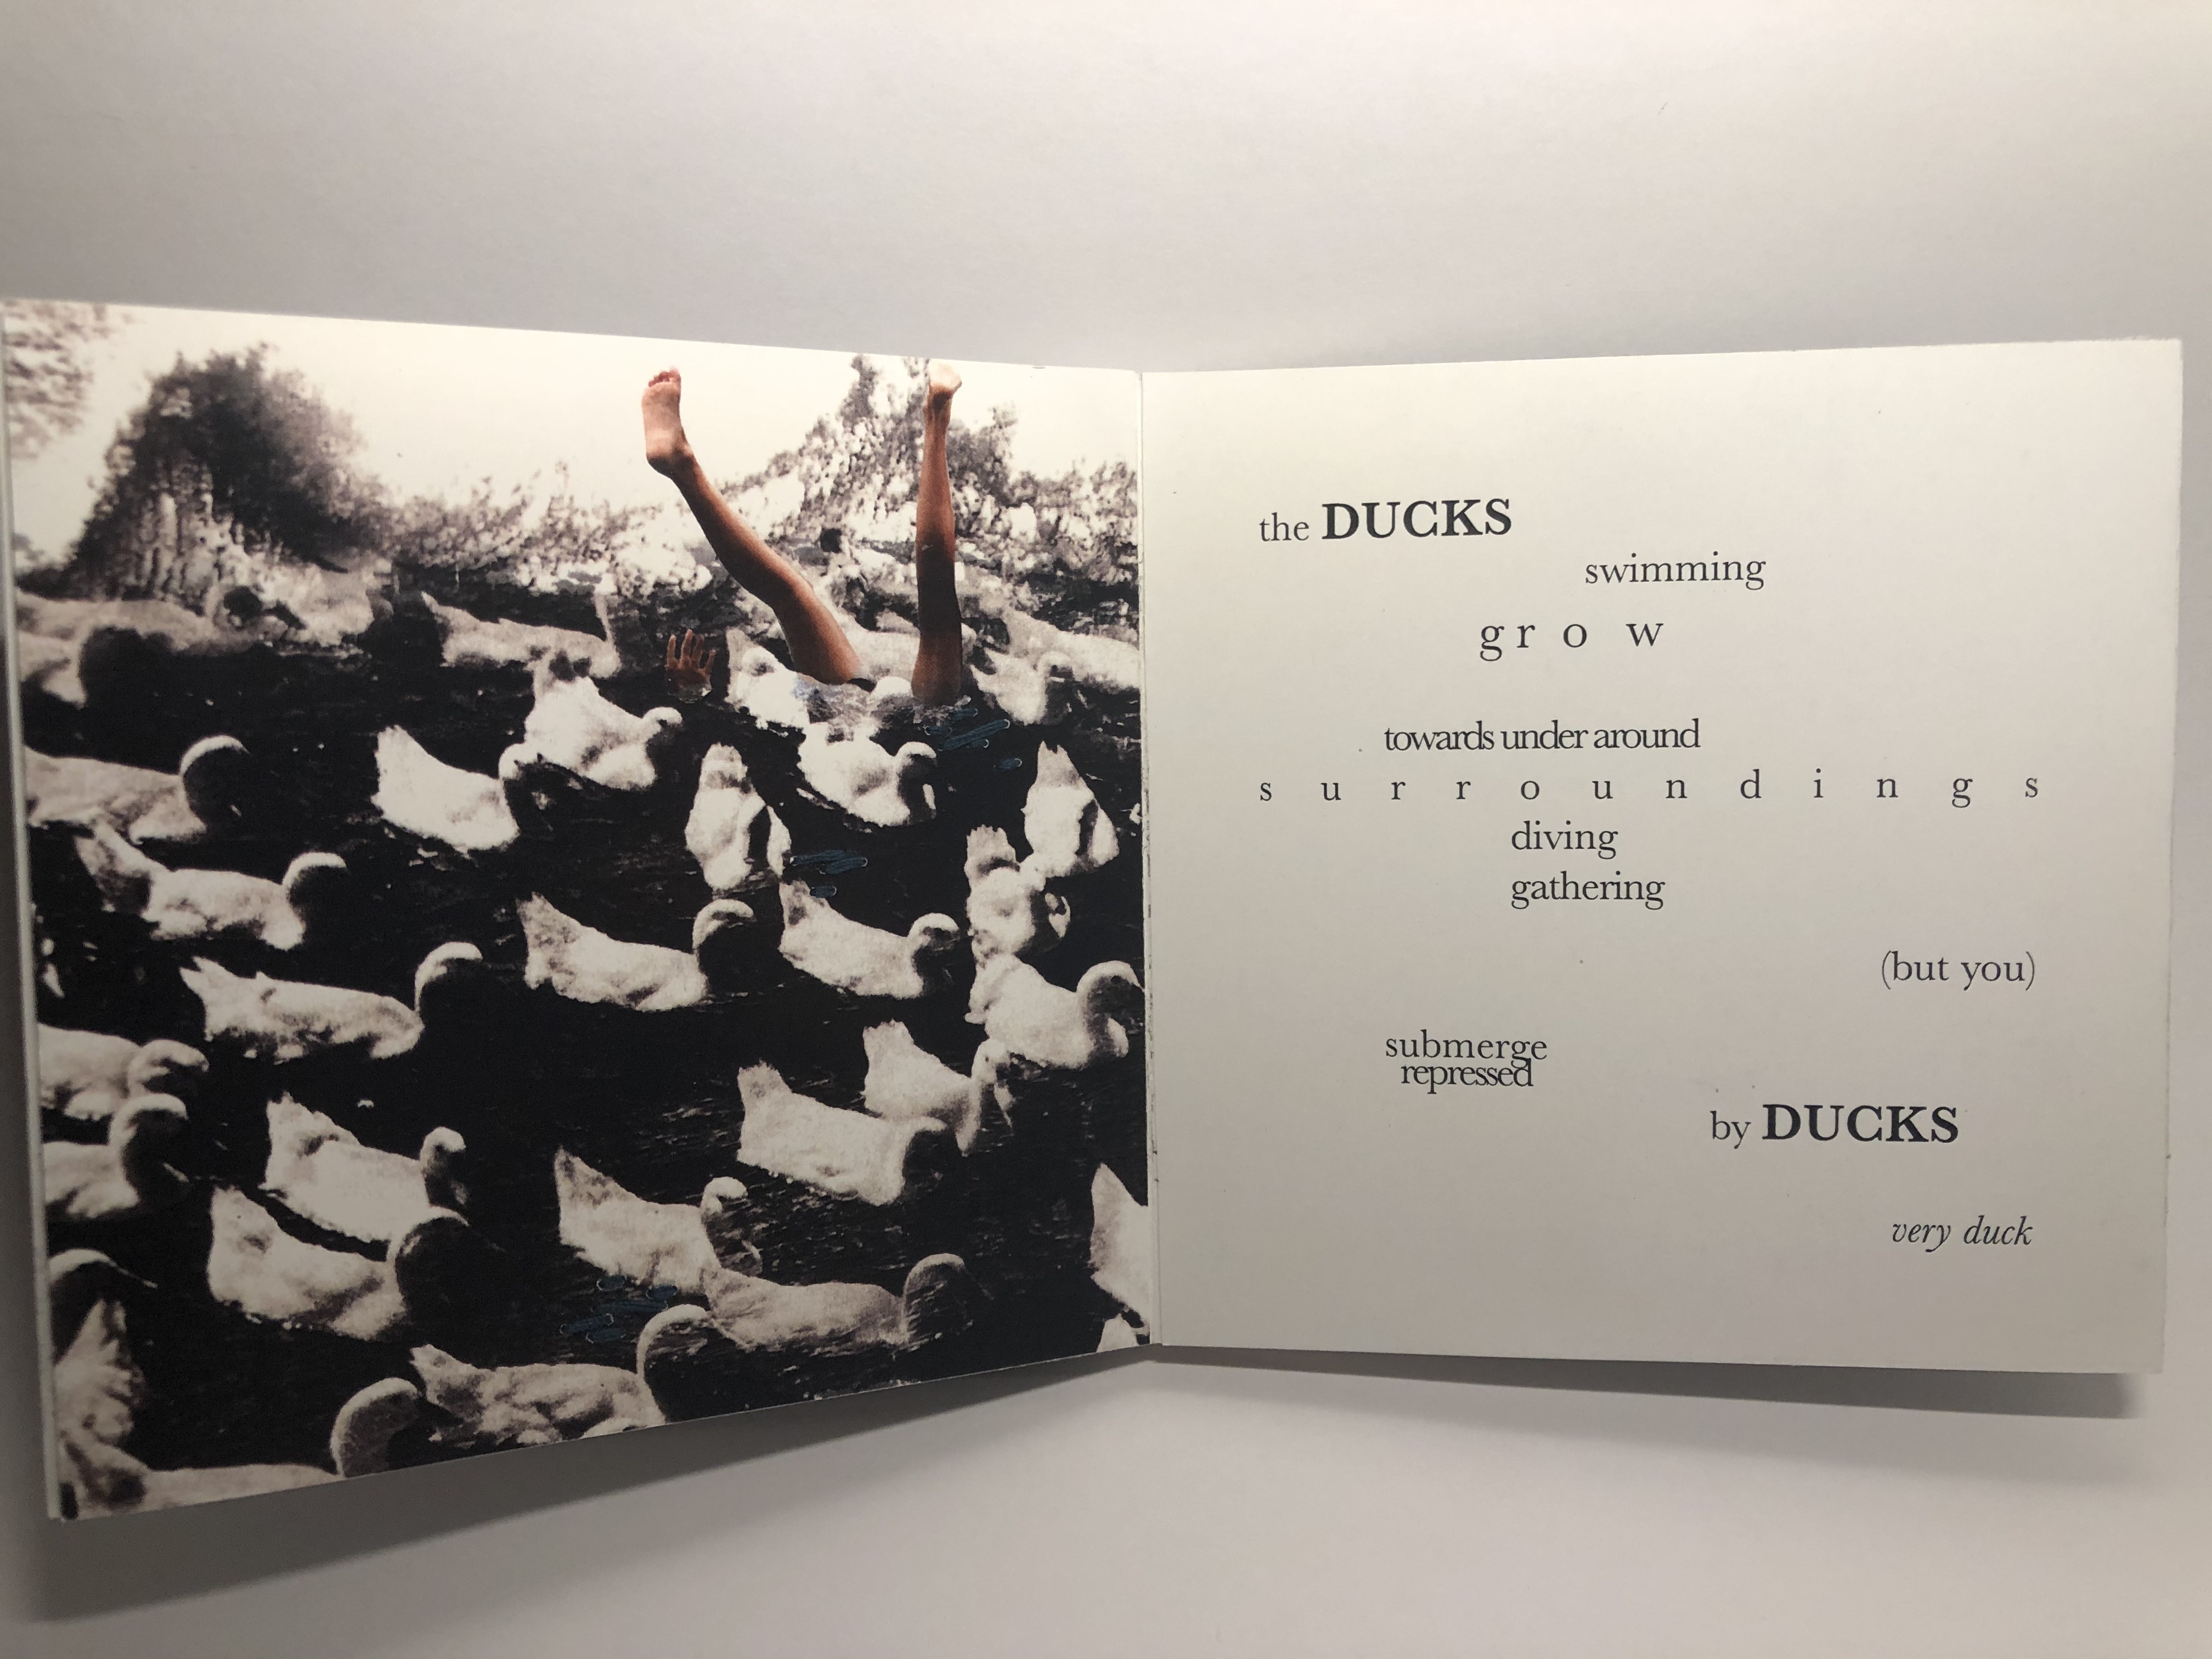 the DUCKS
swimming
g r o w
towards under around
s u r r o u n d i n g s
diving
gathering
(but you)
submerge
repressed
by DUCKS
very duck